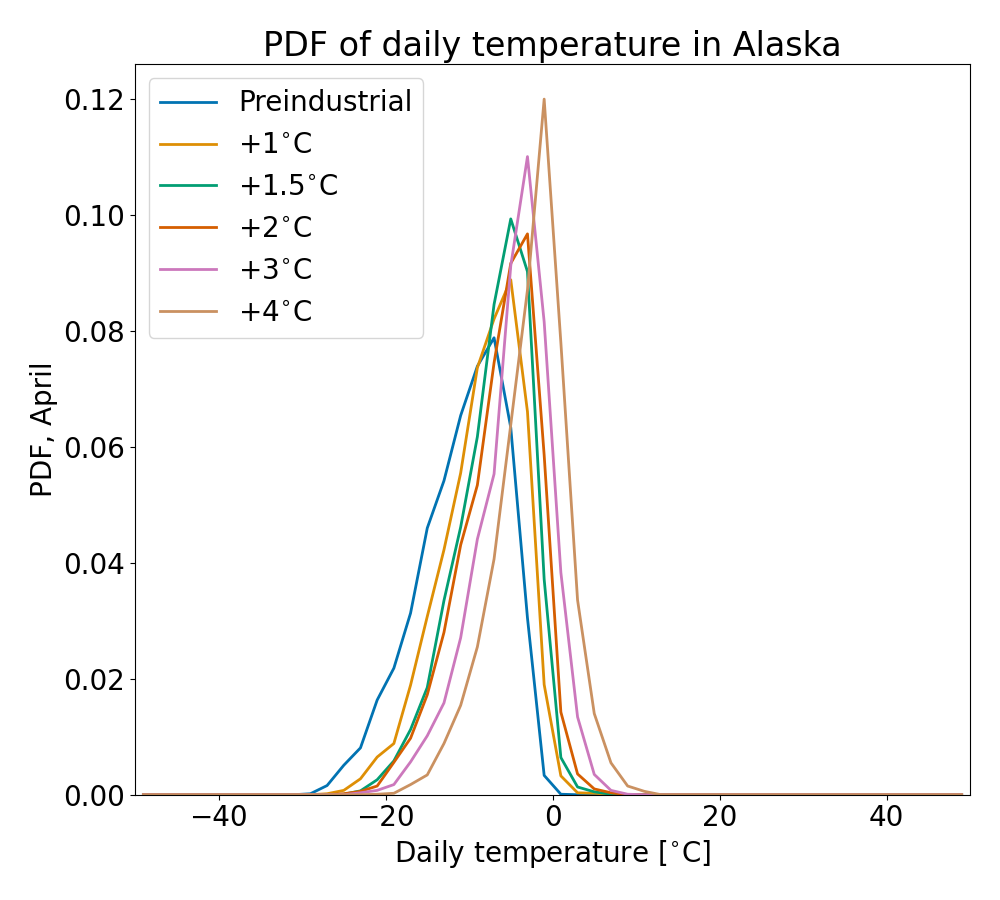 PDF of daily temperature in Alaska
Preindustrial
+1°C
+1.5°C
+2°C
+3°C
+4°C
0.12
0.10
0.08
0.06
0.04
0.02
0.00
PDF, April
−40
−20
0
20
40
Daily temperature [°C]